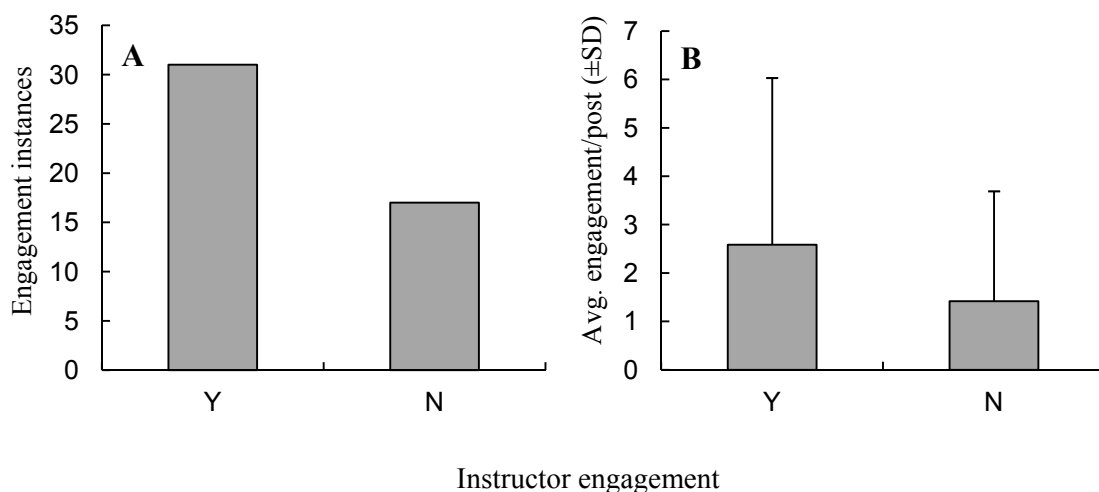 A
Engagement instances
35
30
25
20
15
10
5
0
Y
N
B
Avg. engagement/post (±SD)
7
6
5
4
3
2
1
0
Y
N
Instructor engagement